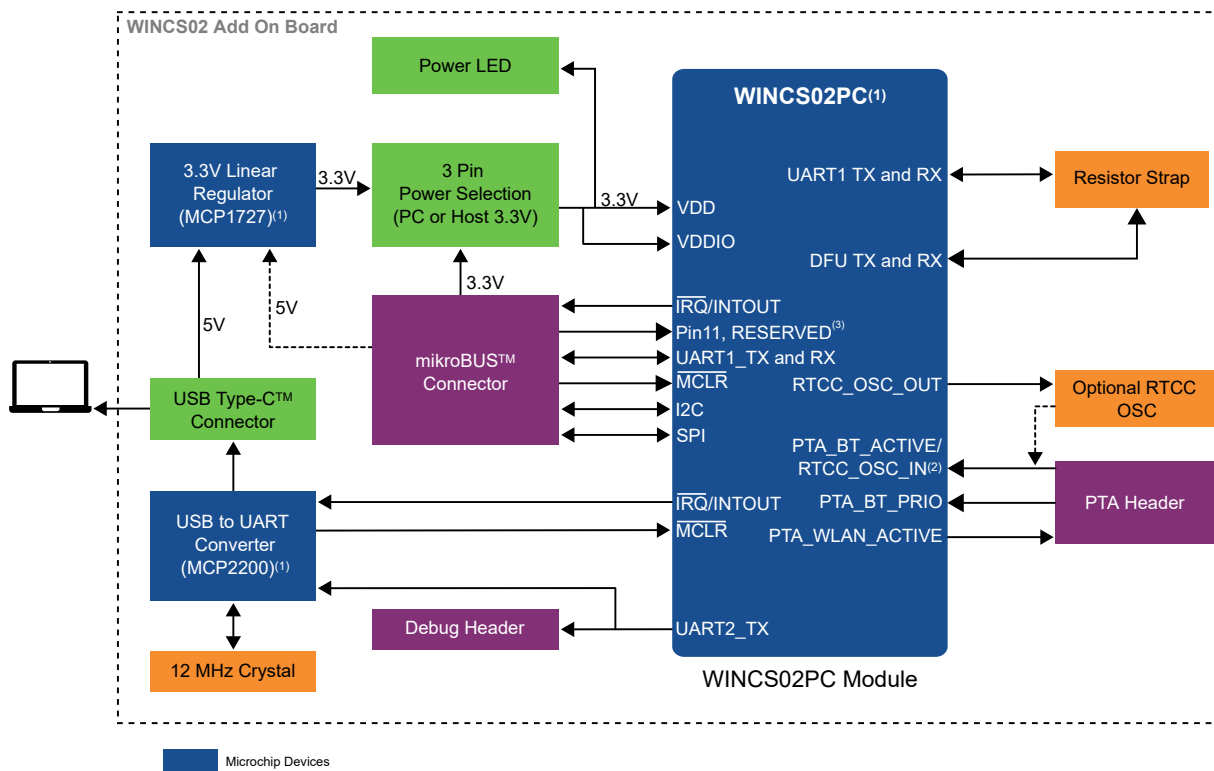 WINCS02 Add On Board
Power LED
WINCS02PC(1)
3.3V Linear
Regulator
(MCP1727)(1)
3.3V
3 Pin
Power Selection
(PC or Host 3.3V)
3.3V
VDD
VDDIO
UART1 TX and RX
Resistor Strap
DFU TX and RX
5V
5V
3.3V
mikroBUS™
Connector
IRQ/INTOUT
Pin11, RESERVED(3)
UART1_TX and RX
MCLR
I2C
SPI
RTCC_OSC_OUT
Optional RTCC
OSC
PTA_BT_ACTIVE/
RTCC_OSC_IN(2)
PTA_BT_PRIO
PTA_WLAN_ACTIVE
PTA Header
USB Type-C™
Connector
USB to UART
Converter
(MCP2200)(1)
IRQ/INTOUT
MCLR
Debug Header
UART2_TX
12 MHz Crystal
WINCS02PC Module
Microchip Devices